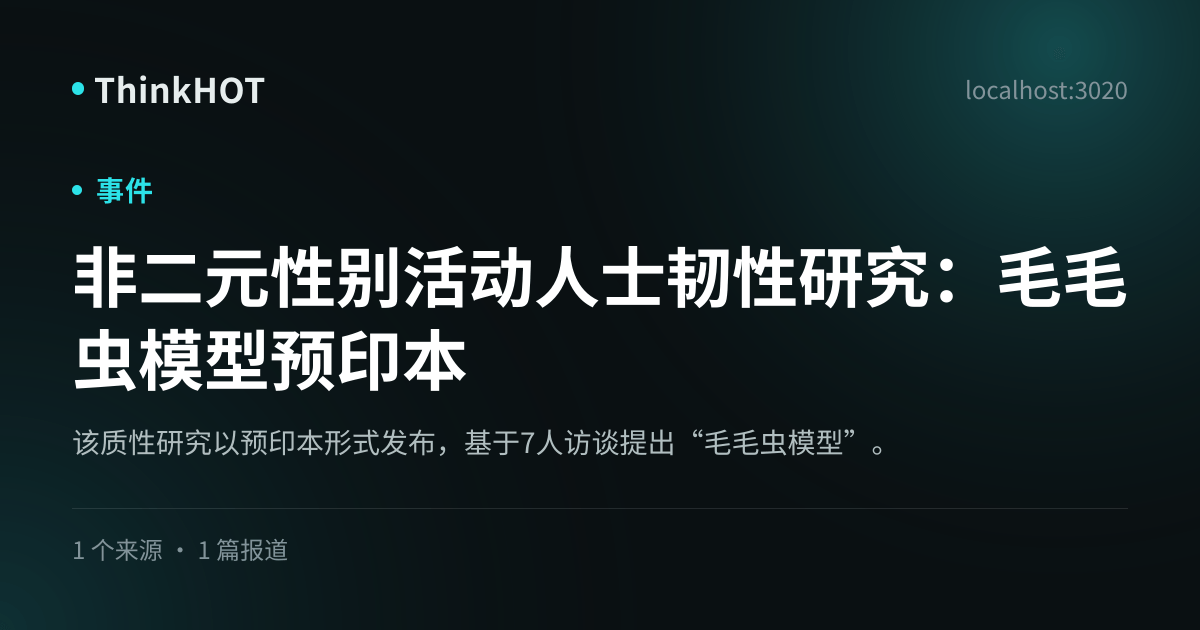 ThinkHOT
localhost:3020
事件
非二元性别活动人士韧性研究：毛毛
虫模型预印本
该质性研究以预印本形式发布，基于7人访谈提出“毛毛虫模型”。
1 个来源 · 1 篇报道